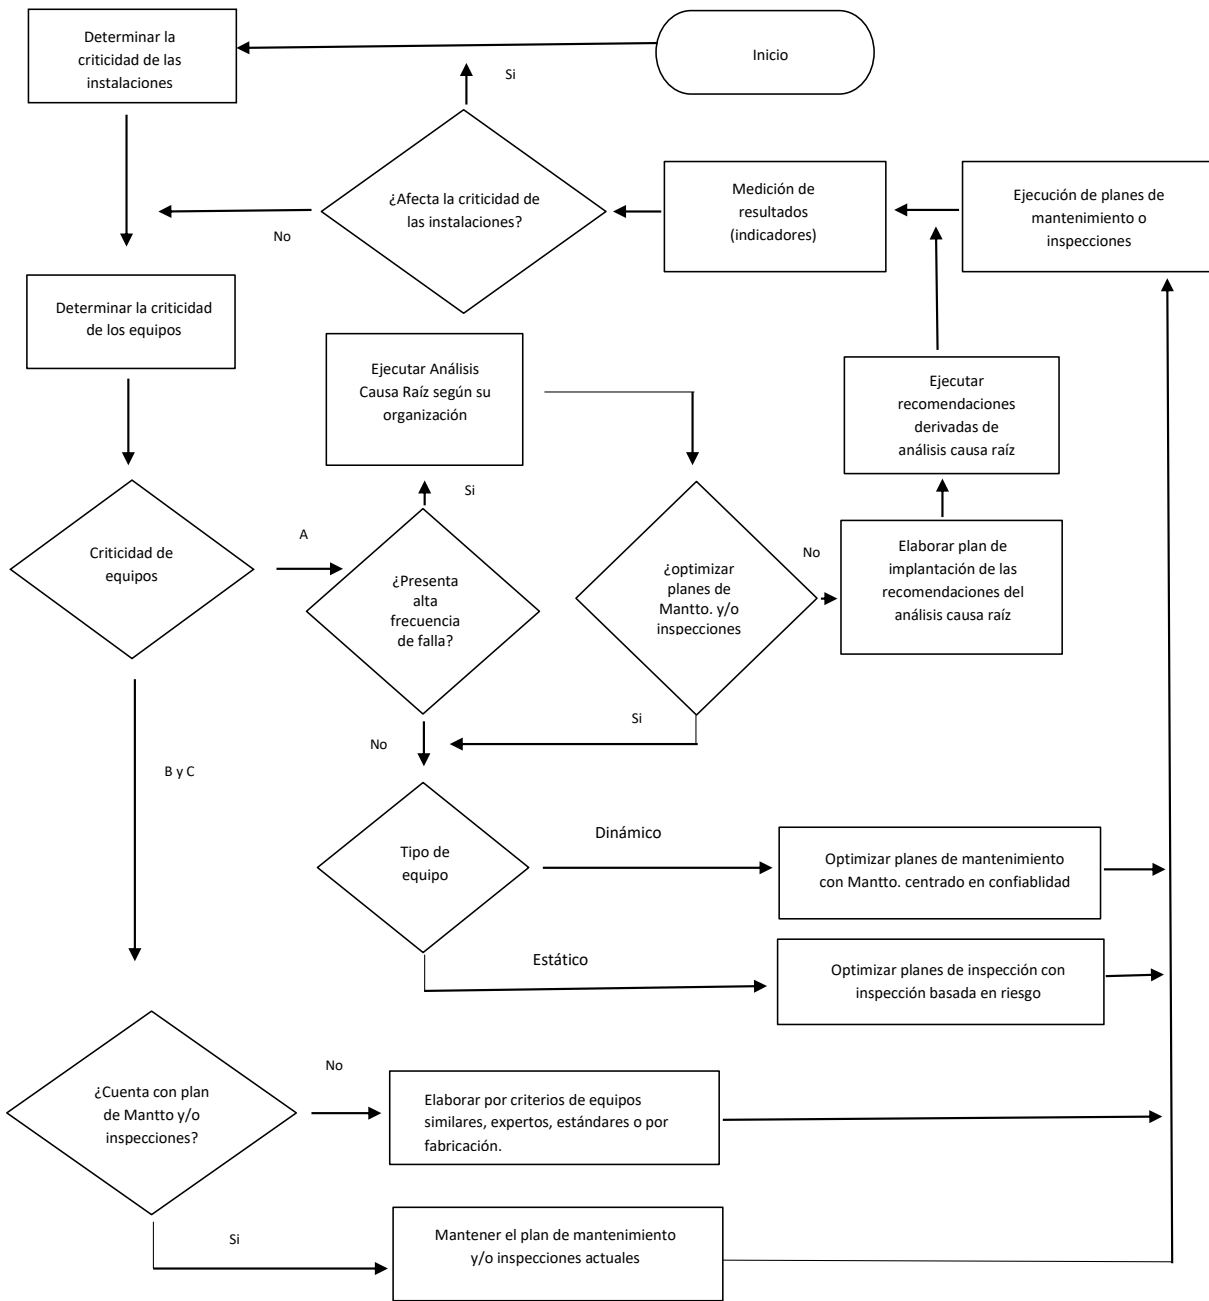 Determinar la
criticidad de las
instalaciones
Inicio
Si
¿Afecta la criticidad de
las instalaciones?
No
Medición de
resultados
(indicadores)
Ejecución de planes de
mantenimiento o
inspecciones
Determinar la criticidad
de los equipos
Ejecutar Análisis
Causa Raíz según su
organización
Ejecutar
recomendaciones
derivadas de
análisis causa raíz
Criticidad de
equipos
A
Si
¿Presenta
alta
frecuencia
de falla?
¿optimizar
planes de
Mantto. y/o
inspecciones
No
Elaborar plan de
implantación de las
recomendaciones del
análisis causa raíz
Si
No
B y C
Tipo de
equipo
Dinámico
Optimizar planes de mantenimiento
con Mantto. centrado en confiablidad
Estático
Optimizar planes de inspección con
inspección basada en riesgo
¿Cuenta con plan
de Mantto y/o
inspecciones?
No
Elaborar por criterios de equipos
similares, expertos, estándares o por
fabricación.
Si
Mantener el plan de mantenimiento
y/o inspecciones actuales